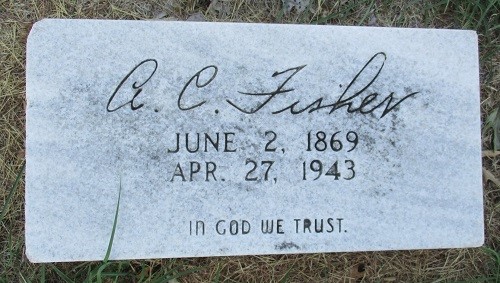 A. C. Fisher
JUNE 2, 1869
APR. 27, 1943
IN GOD WE TRUST.